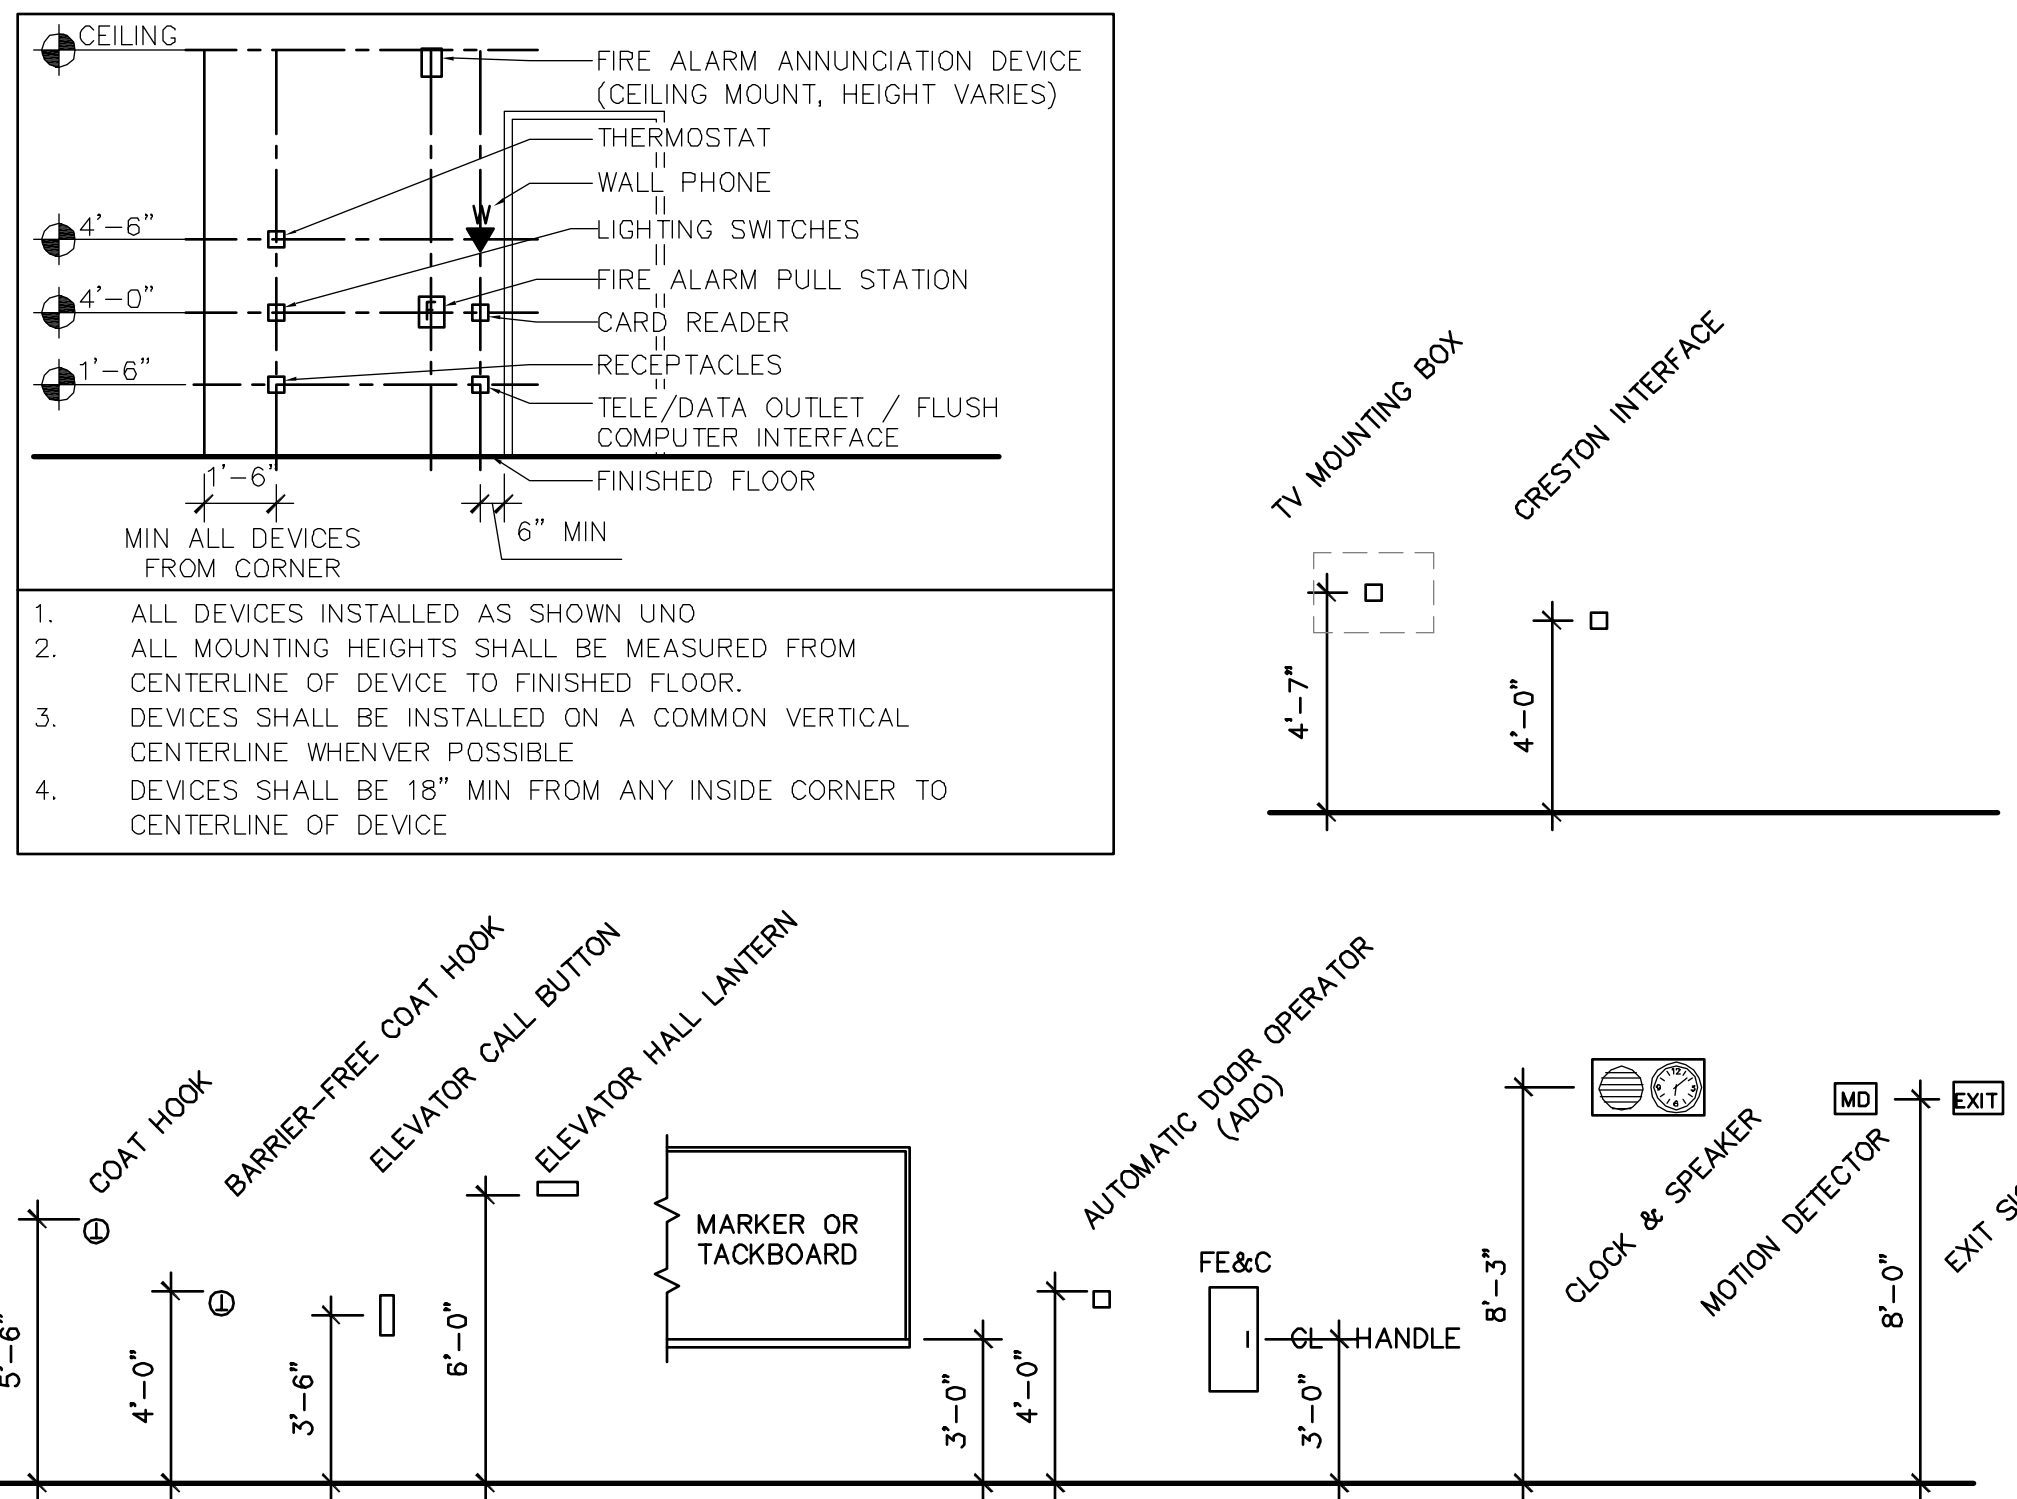 CEILING
FIRE ALARM ANNUNCIATION DEVICE
(CEILING MOUNT, HEIGHT VARIES)
THERMOSTAT
WALL PHONE
W
4'-6"
LIGHTING SWITCHES
FIRE ALARM PULL STATION
4'-0"
F
CARD READER
1'-6"
RECEPTACLES
TELE/DATA OUTLET / FLUSH
COMPUTER INTERFACE
1'-6"
FINISHED FLOOR
6" MIN
MIN ALL DEVICES
FROM CORNER
1. ALL DEVICES INSTALLED AS SHOWN UNO
2. ALL MOUNTING HEIGHTS SHALL BE MEASURED FROM
CENTERLINE OF DEVICE TO FINISHED FLOOR.
3. DEVICES SHALL BE INSTALLED ON A COMMON VERTICAL
CENTERLINE WHENVER POSSIBLE
4. DEVICES SHALL BE 18" MIN FROM ANY INSIDE CORNER TO
CENTERLINE OF DEVICE
TV MOUNTING BOX
CRESTON INTERFACE
4'-7"
4'-0"
COAT HOOK
BARRIER-FREE COAT HOOK
ELEVATOR CALL BUTTON
ELEVATOR HALL LANTERN
MARKER OR
TACKBOARD
AUTOMATIC DOOR OPERATOR
(ADO)
FE&C
CL HANDLE
12
3
6
9
CLOCK & SPEAKER
MD
MOTION DETECTOR
EXIT
EXIT
5'-6"
4'-0"
3'-6"
6'-0"
3'-0"
4'-0"
3'-0"
8'-3"
8'-0"